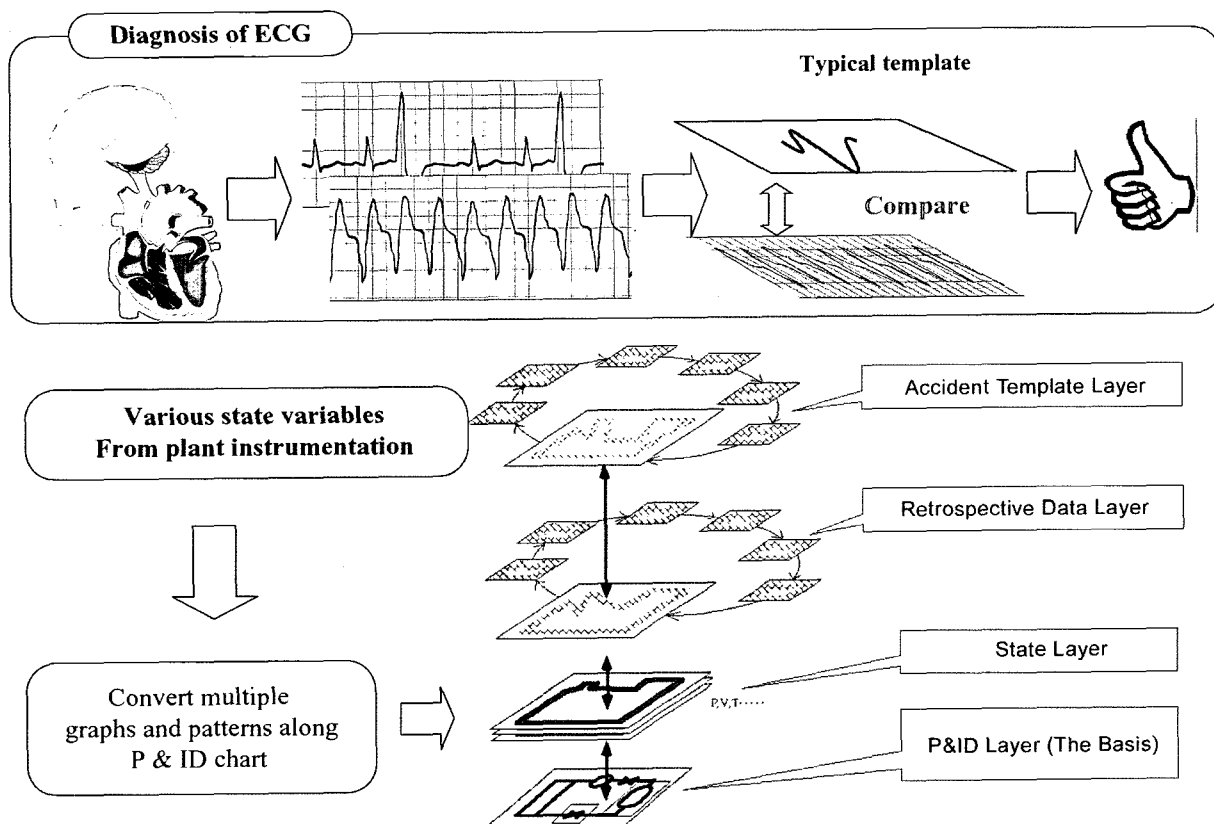 Diagnosis of ECG
Typical template
Compare
Various state variables
From plant instrumentation
Accident Template Layer
Retrospective Data Layer
Convert multiple
graphs and patterns along
P & ID chart
State Layer
P,V,T·····
P&ID Layer (The Basis)